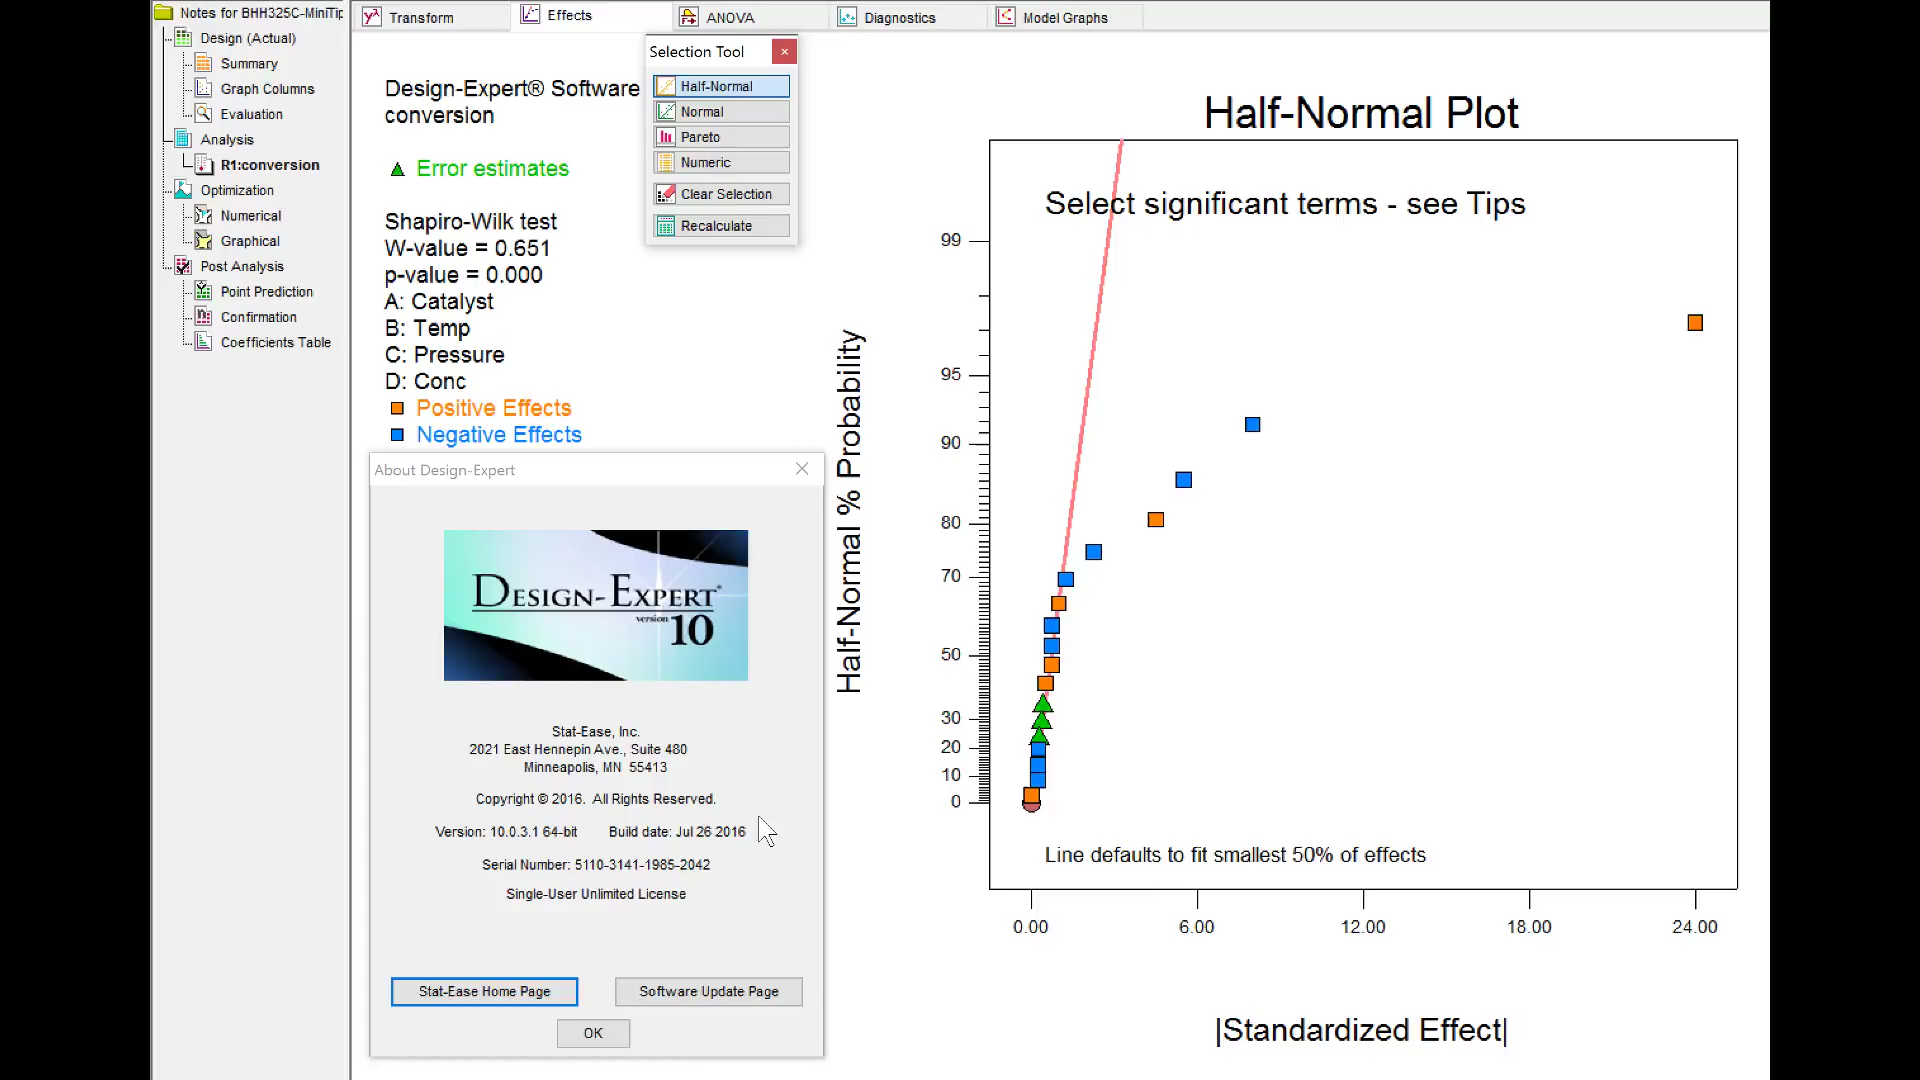 Notes for BHH325C-MiniTip
Design (Actual)
Summary
Graph Columns
Evaluation
Analysis
R1:conversion
Optimization
Numerical
Graphical
Post Analysis
Point Prediction
Confirmation
Coefficients Table
Transform
Effects
ANOVA
Diagnostics
Model Graphs
Design-Expert® Software
conversion
Error estimates
Shapiro-Wilk test
W-value = 0.651
p-value = 0.000
A: Catalyst
B: Temp
C: Pressure
D: Conc
Positive Effects
Negative Effects
Selection Tool
Half-Normal
Normal
Pareto
Numeric
Clear Selection
Recalculate
About Design-Expert
DESIGN-EXPERT®
version 10
Stat-Ease, Inc.
2021 East Hennepin Ave., Suite 480
Minneapolis, MN 55413
Copyright © 2016. All Rights Reserved.
Version: 10.0.3.1 64-bit Build date: Jul 26 2016
Serial Number: 5110-3141-1985-2042
Single-User Unlimited License
Stat-Ease Home Page
Software Update Page
OK
Half-Normal Plot
Select significant terms - see Tips
Half-Normal % Probability
99
95
90
80
70
50
30
20
10
0
Line defaults to fit smallest 50% of effects
0.00 6.00 12.00 18.00 24.00
|Standardized Effect|